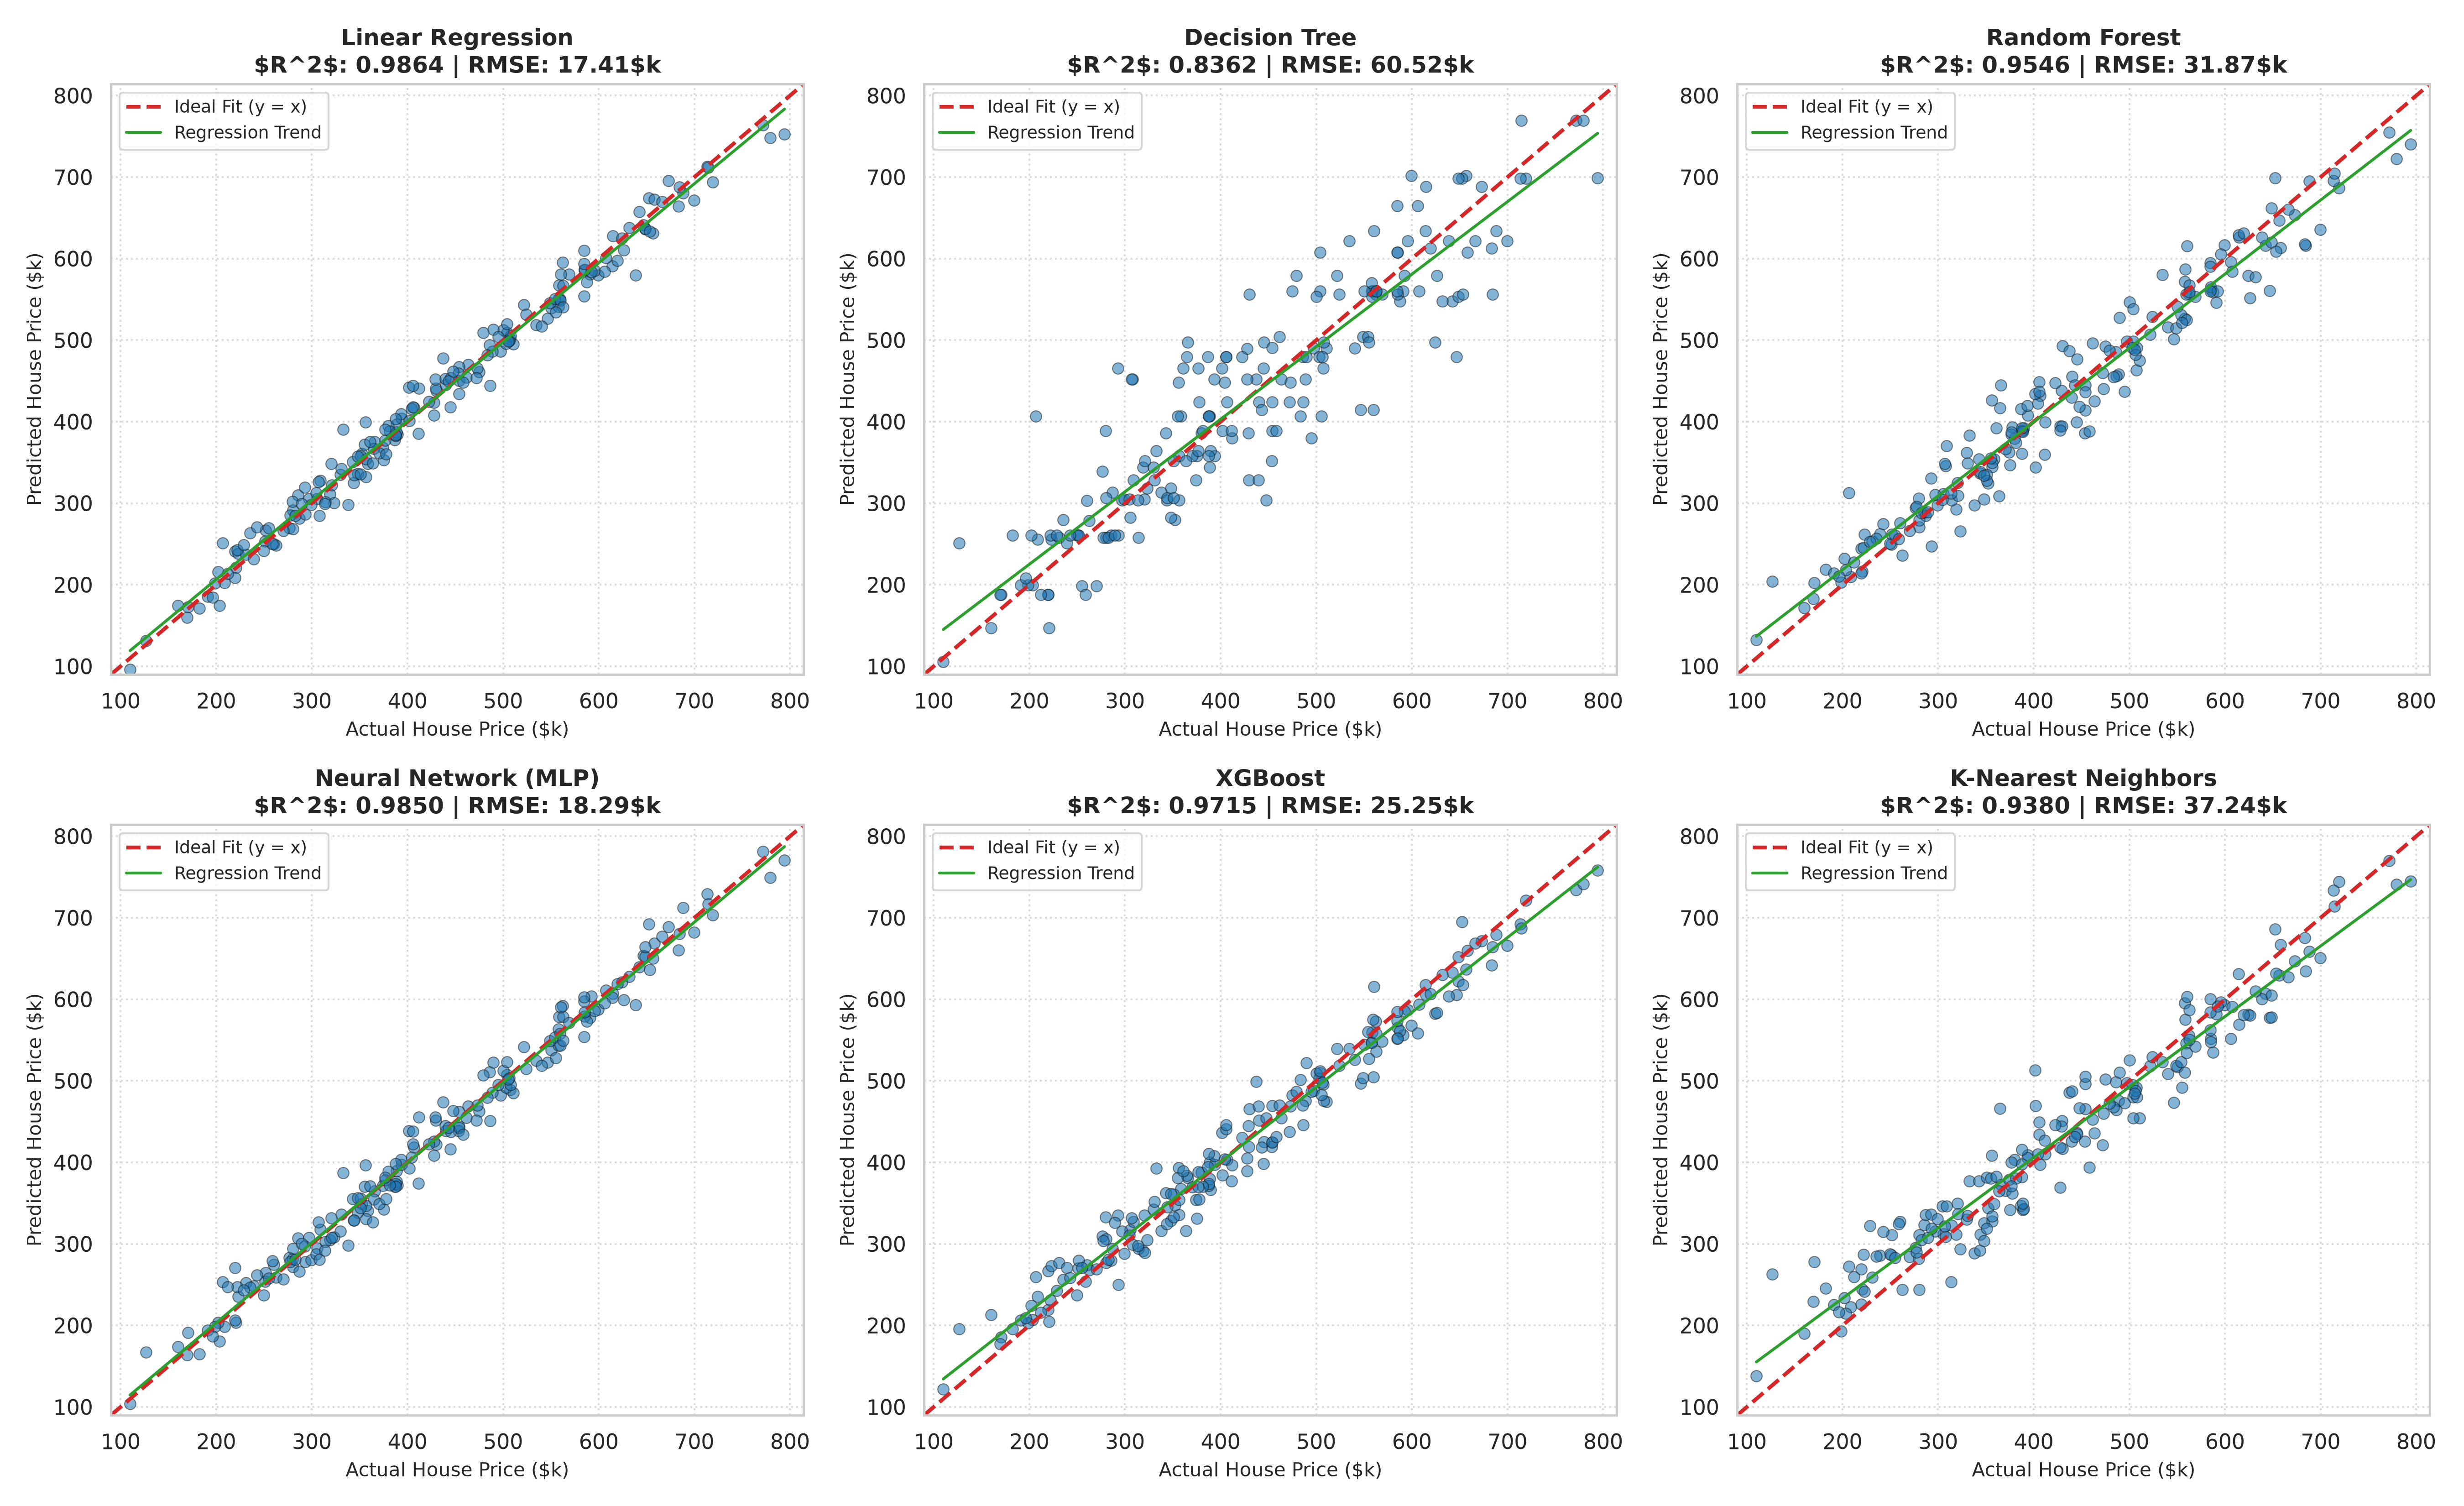 Linear Regression
$R^2$: 0.9864 | RMSE: 17.41$k
Ideal Fit (y = x)
Regression Trend
800
700
600
500
400
300
200
100
Predicted House Price ($k)
100 200 300 400 500 600 700 800
Actual House Price ($k)
Decision Tree
$R^2$: 0.8362 | RMSE: 60.52$k
Ideal Fit (y = x)
Regression Trend
800
700
600
500
400
300
200
100
Predicted House Price ($k)
100 200 300 400 500 600 700 800
Actual House Price ($k)
Random Forest
$R^2$: 0.9546 | RMSE: 31.87$k
Ideal Fit (y = x)
Regression Trend
800
700
600
500
400
300
200
100
Predicted House Price ($k)
100 200 300 400 500 600 700 800
Actual House Price ($k)
Neural Network (MLP)
$R^2$: 0.9850 | RMSE: 18.29$k
Ideal Fit (y = x)
Regression Trend
800
700
600
500
400
300
200
100
Predicted House Price ($k)
100 200 300 400 500 600 700 800
Actual House Price ($k)
XGBoost
$R^2$: 0.9715 | RMSE: 25.25$k
Ideal Fit (y = x)
Regression Trend
800
700
600
500
400
300
200
100
Predicted House Price ($k)
100 200 300 400 500 600 700 800
Actual House Price ($k)
K-Nearest Neighbors
$R^2$: 0.9380 | RMSE: 37.24$k
Ideal Fit (y = x)
Regression Trend
800
700
600
500
400
300
200
100
Predicted House Price ($k)
100 200 300 400 500 600 700 800
Actual House Price ($k)